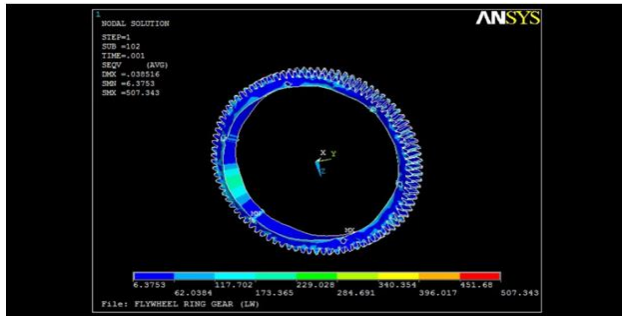 1
ANSYS
NODAL SOLUTION
STEP=1
SUB =102
TIME=.001
SEQV (AVG)
DMX =.038516
SMN =6.3753
SMX =507.343
X Y
MX
6.3753 117.702 229.028 340.354 451.68
62.0384 173.365 284.691 396.017 507.343
File: FLYWHEEL RING GEAR (LW)